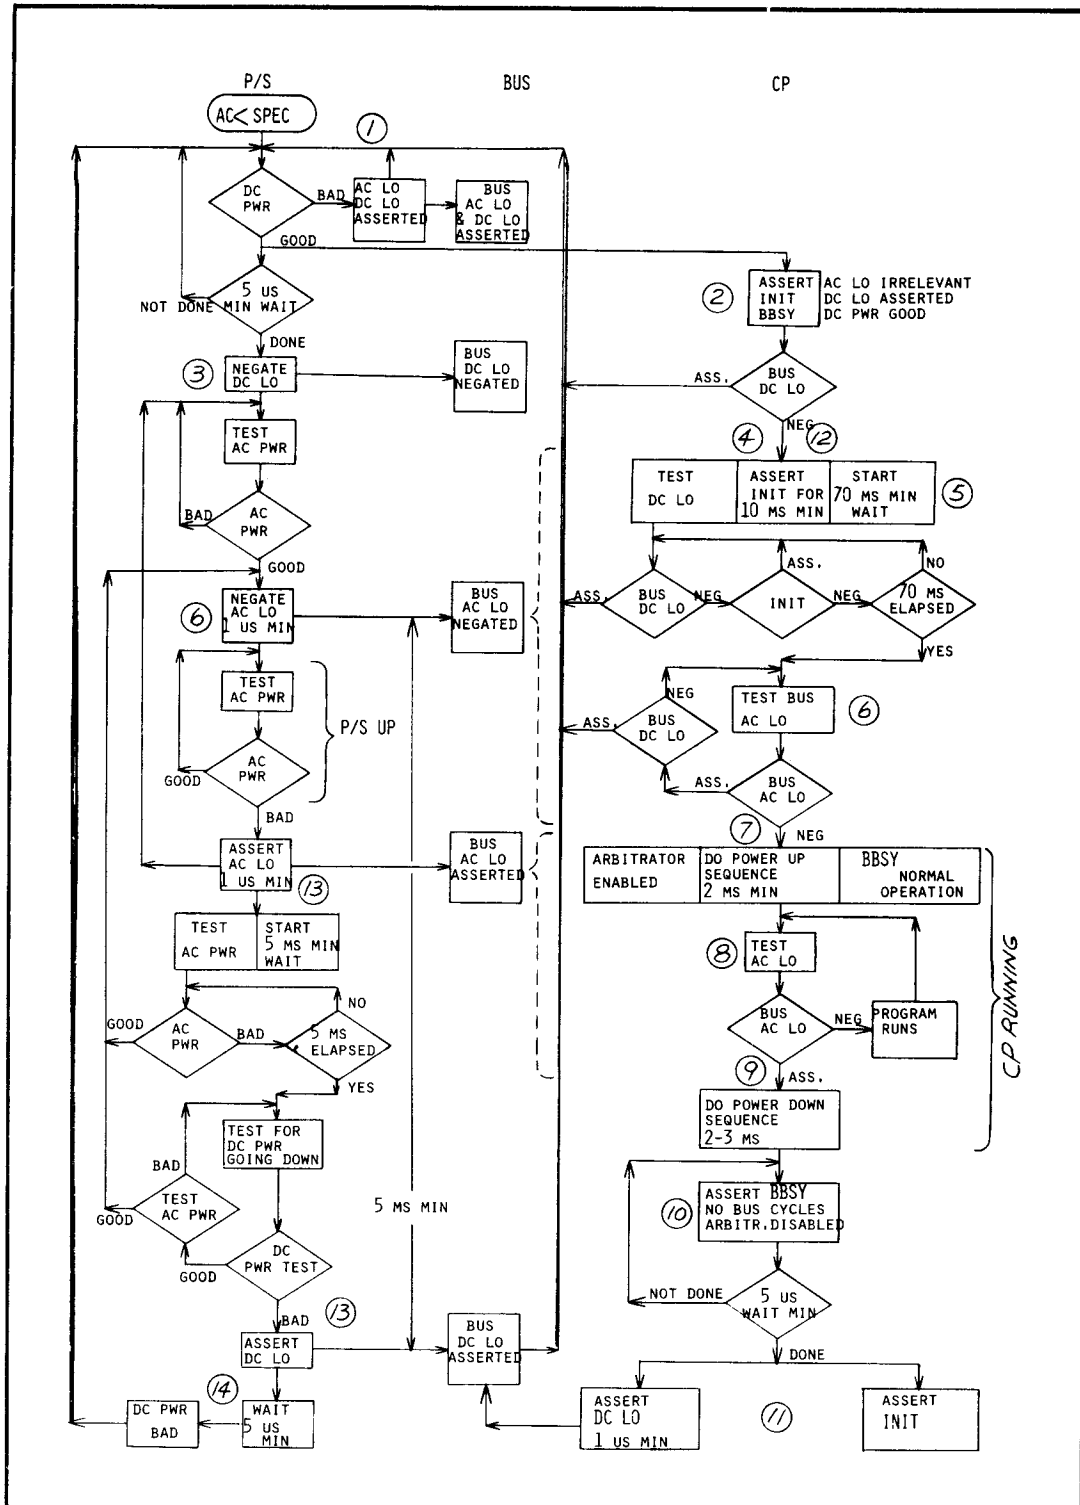 P/S
BUS
CP
AC< SPEC
1
DC
PWR
BAD
AC LO
DC LO
ASSERTED
BUS
AC LO
& DC LO
ASSERTED
GOOD
5 US
MIN WAIT
NOT DONE
DONE
2
ASSERT
INIT
BBSY
AC LO IRRELEVANT
DC LO ASSERTED
DC PWR GOOD
3
NEGATE
DC LO
BUS
DC LO
NEGATED
ASS.
BUS
DC LO
NEG
TEST
AC PWR
4
12
TEST
DC LO
ASSERT
INIT FOR
10 MS MIN
START
70 MS MIN
WAIT
5
BAD
AC
PWR
GOOD
ASS.
NO
ASS.
BUS
DC LO
NEG
INIT
NEG
70 MS
ELAPSED
YES
6
NEGATE
AC LO
1 US MIN
BUS
AC LO
NEGATED
TEST
AC PWR
P/S UP
NEG
ASS.
BUS
DC LO
TEST BUS
AC LO
6
GOOD
AC
PWR
BAD
ASS.
BUS
AC LO
NEG
7
ASSERT
AC LO
1 US MIN
13
BUS
AC LO
ASSERTED
ARBITRATOR
ENABLED
DO POWER UP
SEQUENCE
2 MS MIN
BBSY
NORMAL
OPERATION
TEST
AC PWR
START
5 MS MIN
WAIT
8
TEST
AC LO
NO
GOOD
AC
PWR
BAD
5 MS
ELAPSED
YES
BUS
AC LO
NEG
PROGRAM
RUNS
CP RUNNING
9
ASS.
DO POWER DOWN
SEQUENCE
2-3 MS
TEST FOR
DC PWR
GOING DOWN
BAD
TEST
AC PWR
GOOD
5 MS MIN
10
ASSERT BBSY
NO BUS CYCLES
ARBITR.DISABLED
DC
PWR TEST
GOOD
BAD
NOT DONE
5 US
WAIT MIN
DONE
13
ASSERT
DC LO
BUS
DC LO
ASSERTED
14
DC PWR
BAD
WAIT
5 US
MIN
ASSERT
DC LO
1 US MIN
11
ASSERT
INIT